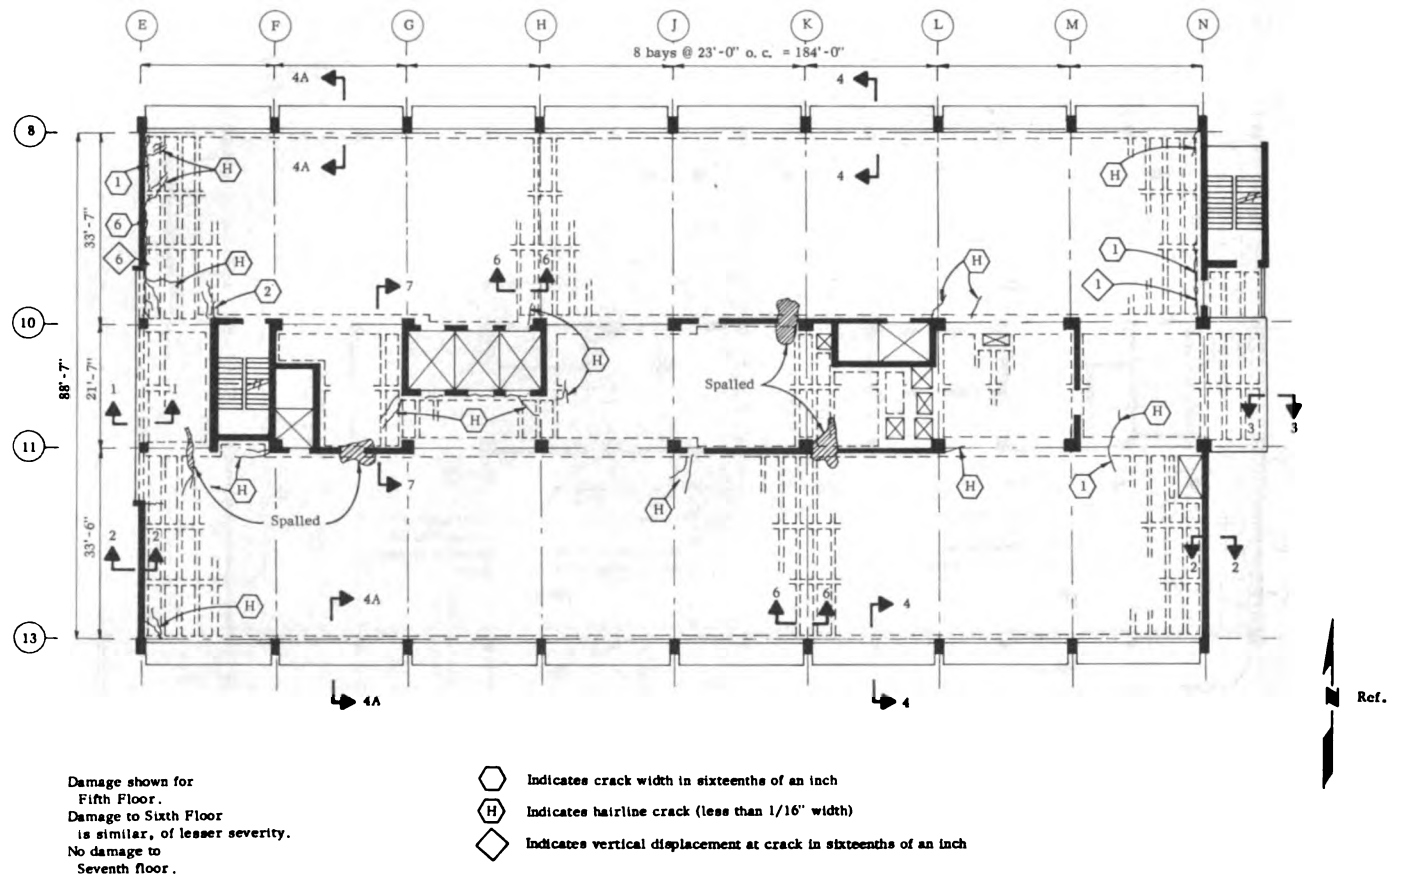 E F G H J K L M N
8 bays @ 23'-0" o. c. = 184'-0"
4A 4
8
4A 4
H H
1
6 33'-7"
6 H 1
H 6 6 H 1
2 7
10
H
88'-7" 21'-7" Spalled
1 1
H H
3 3
11
7
H H 1
H
Spalled
33'-6"
2 2
2 2
6 6
H 4A 4
13
4A 4
N Ref.
Damage shown for
Fifth Floor.
Damage to Sixth Floor
is similar, of lesser severity.
No damage to
Seventh floor.
Indicates crack width in sixteenths of an inch
H Indicates hairline crack (less than 1/16" width)
Indicates vertical displacement at crack in sixteenths of an inch